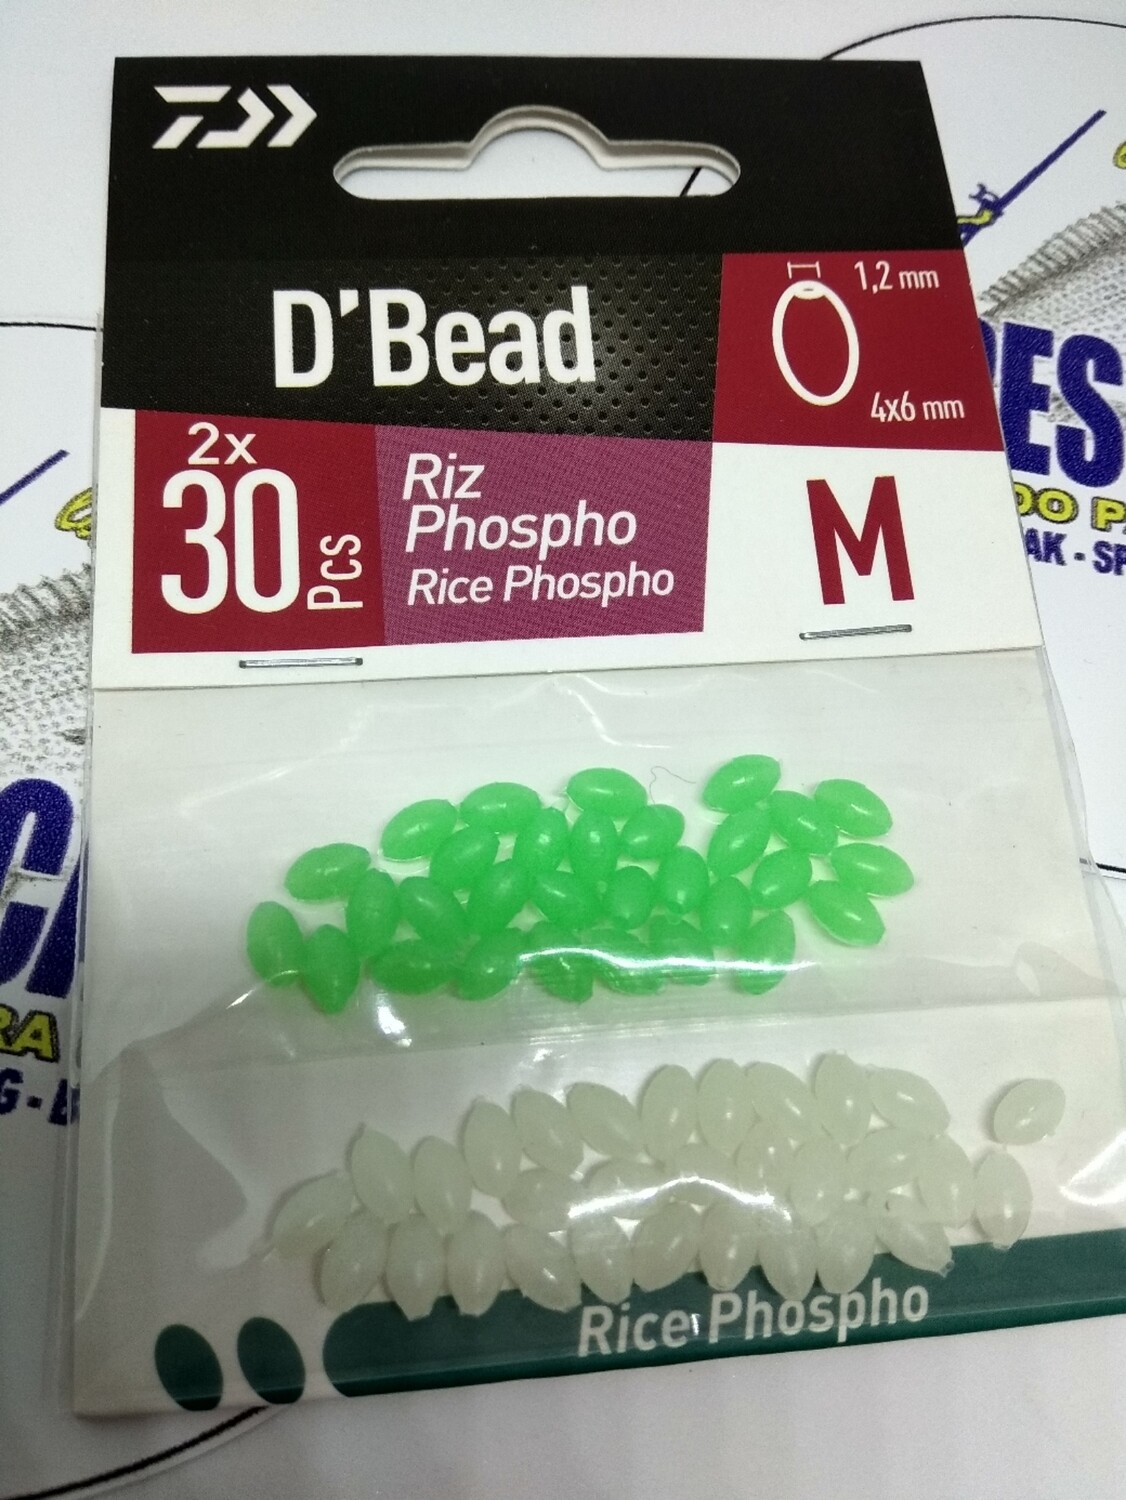 D'Bead
1,2 mm
4x6 mm
2x
30 Pcs
Riz
Phospho
Rice Phospho
M
Rice Phospho